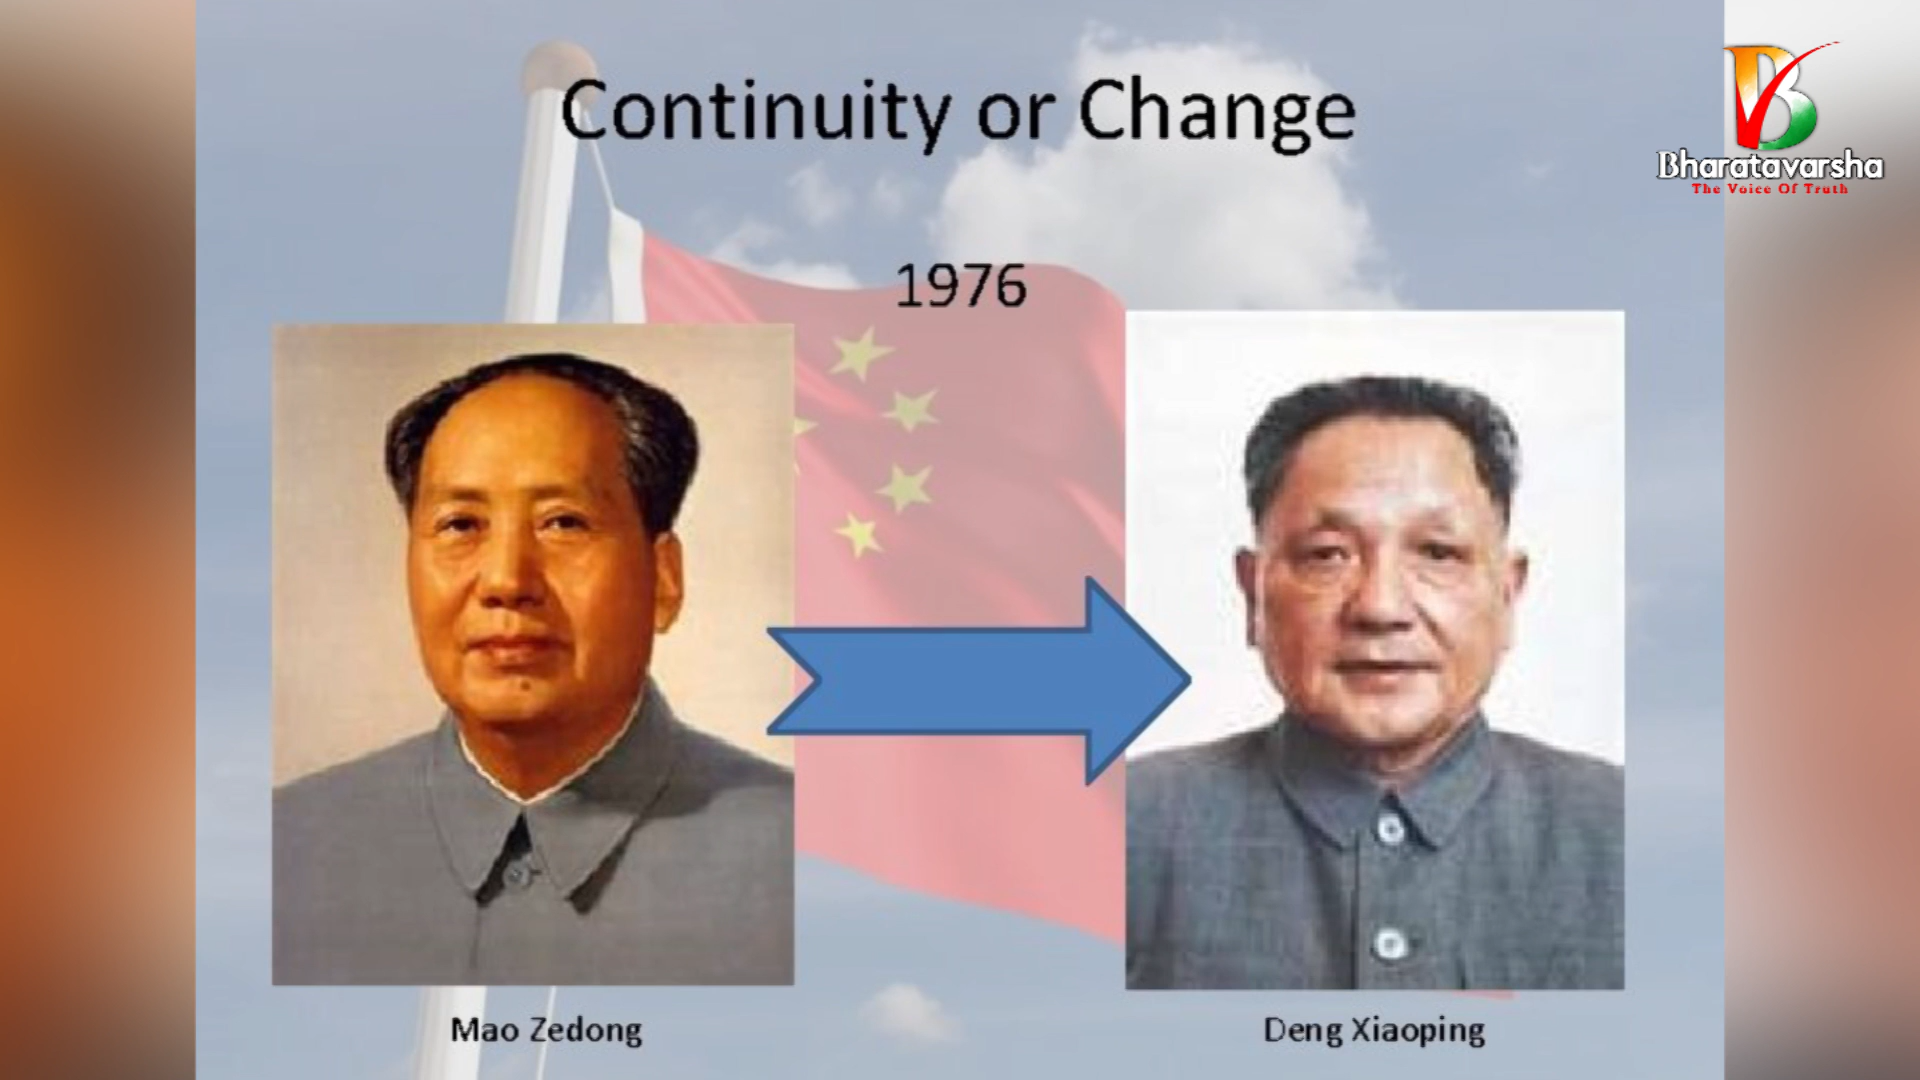 Continuity or Change
1976
Mao Zedong
Deng Xiaoping
Bharatavarsha
The Voice Of Truth